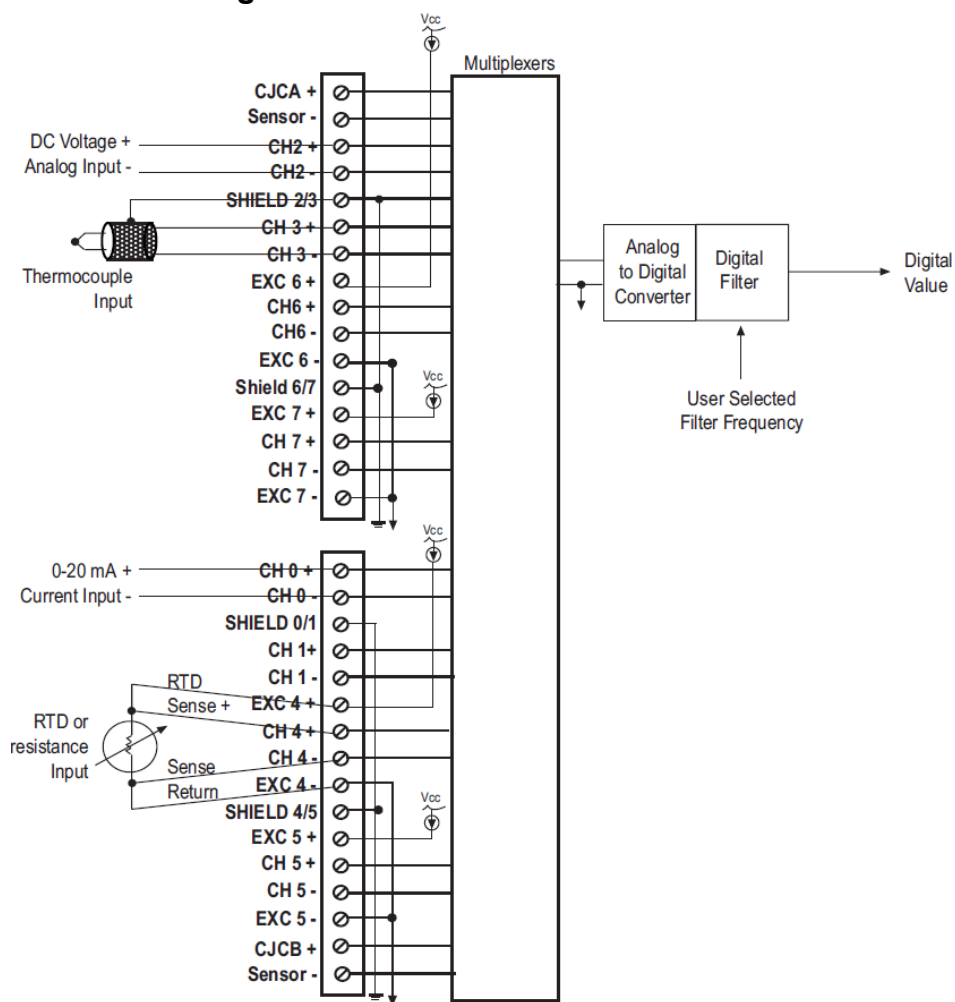 g
Vcc
Multiplexers
CJCA +
Sensor -
DC Voltage +
CH2 +
Analog Input -
CH2 -
SHIELD 2/3
CH 3 +
CH 3 -
Thermocouple
Input
EXC 6 +
CH6 +
CH6 -
EXC 6 -
Shield 6/7
Vcc
EXC 7 +
CH 7 +
CH 7 -
EXC 7 -
Analog
to Digital
Converter
Digital
Filter
Digital
Value
User Selected
Filter Frequency
Vcc
0-20 mA +
CH 0 +
Current Input -
CH 0 -
SHIELD 0/1
CH 1+
CH 1 -
RTD
EXC 4 +
Sense +
CH 4 +
RTD or
resistance
Input
Sense
CH 4 -
Return
EXC 4 -
SHIELD 4/5
Vcc
EXC 5 +
CH 5 +
CH 5 -
EXC 5 -
CJCB +
Sensor -